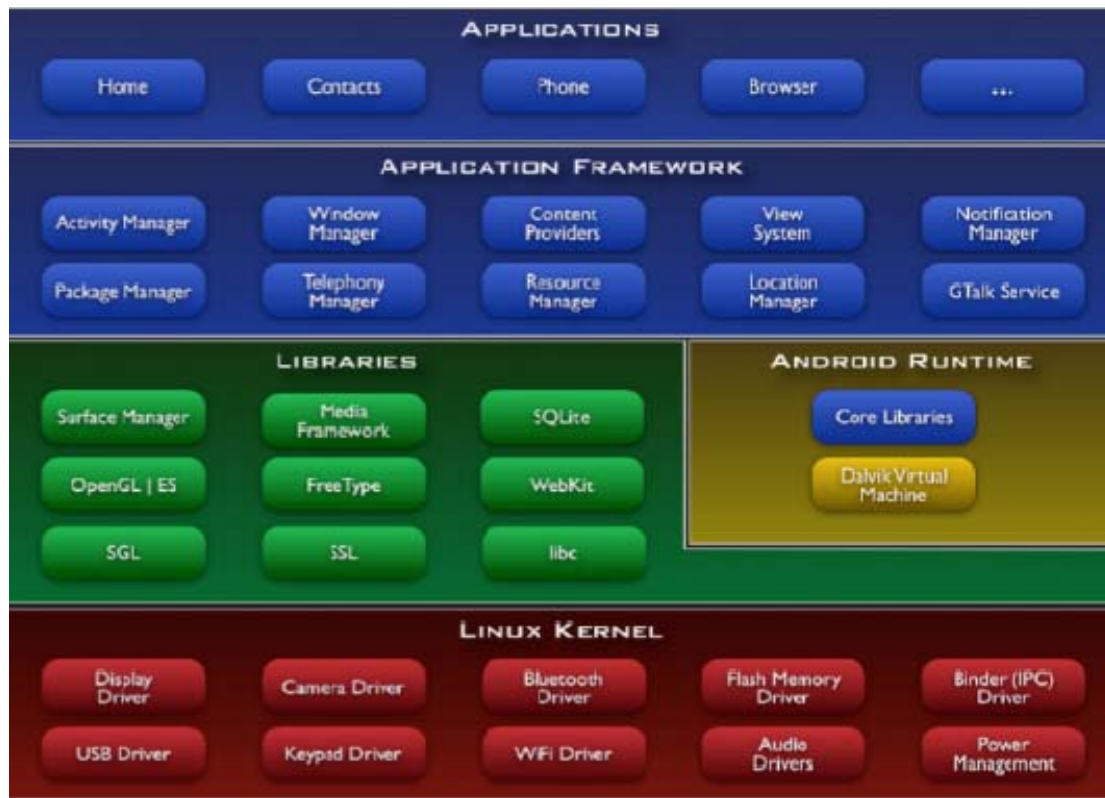 APPLICATIONS
Home
Contacts
Phone
Browser
...
APPLICATION FRAMEWORK
Activity Manager
Window
Manager
Content
Providers
View
System
Notification
Manager
Package Manager
Telephony
Manager
Resource
Manager
Location
Manager
GTalk Service
LIBRARIES
Surface Manager
Media
Framework
SQLite
OpenGL | ES
FreeType
WebKit
SGL
SSL
libc
ANDROID RUNTIME
Core Libraries
Dalvik Virtual
Machine
LINUX KERNEL
Display
Driver
Camera Driver
Bluetooth
Driver
Flash Memory
Driver
Binder (IPC)
Driver
USB Driver
Keypad Driver
WiFi Driver
Audio
Drivers
Power
Management